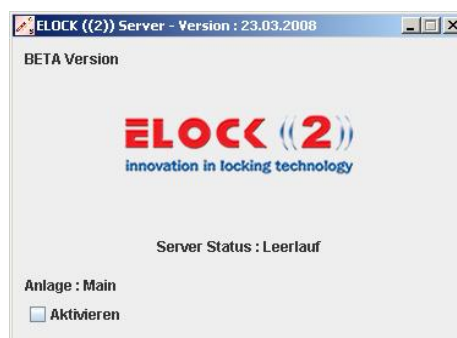 ELOCK ((2)) Server - Version : 23.03.2008
BETA Version
ELOCK ((2))
innovation in locking technology
Server Status : Leerlauf
Anlage : Main
Aktivieren